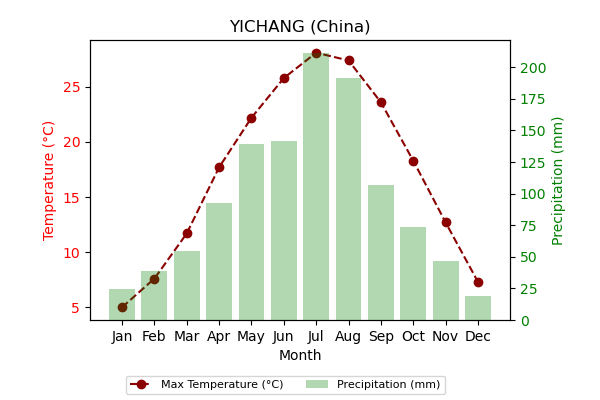 YICHANG (China)
Temperature (°C)
25
20
15
10
5
200
175
150
125
100
75
50
25
0
Precipitation (mm)
Jan Feb Mar Apr May Jun Jul Aug Sep Oct Nov Dec
Month
Max Temperature (°C) Precipitation (mm)